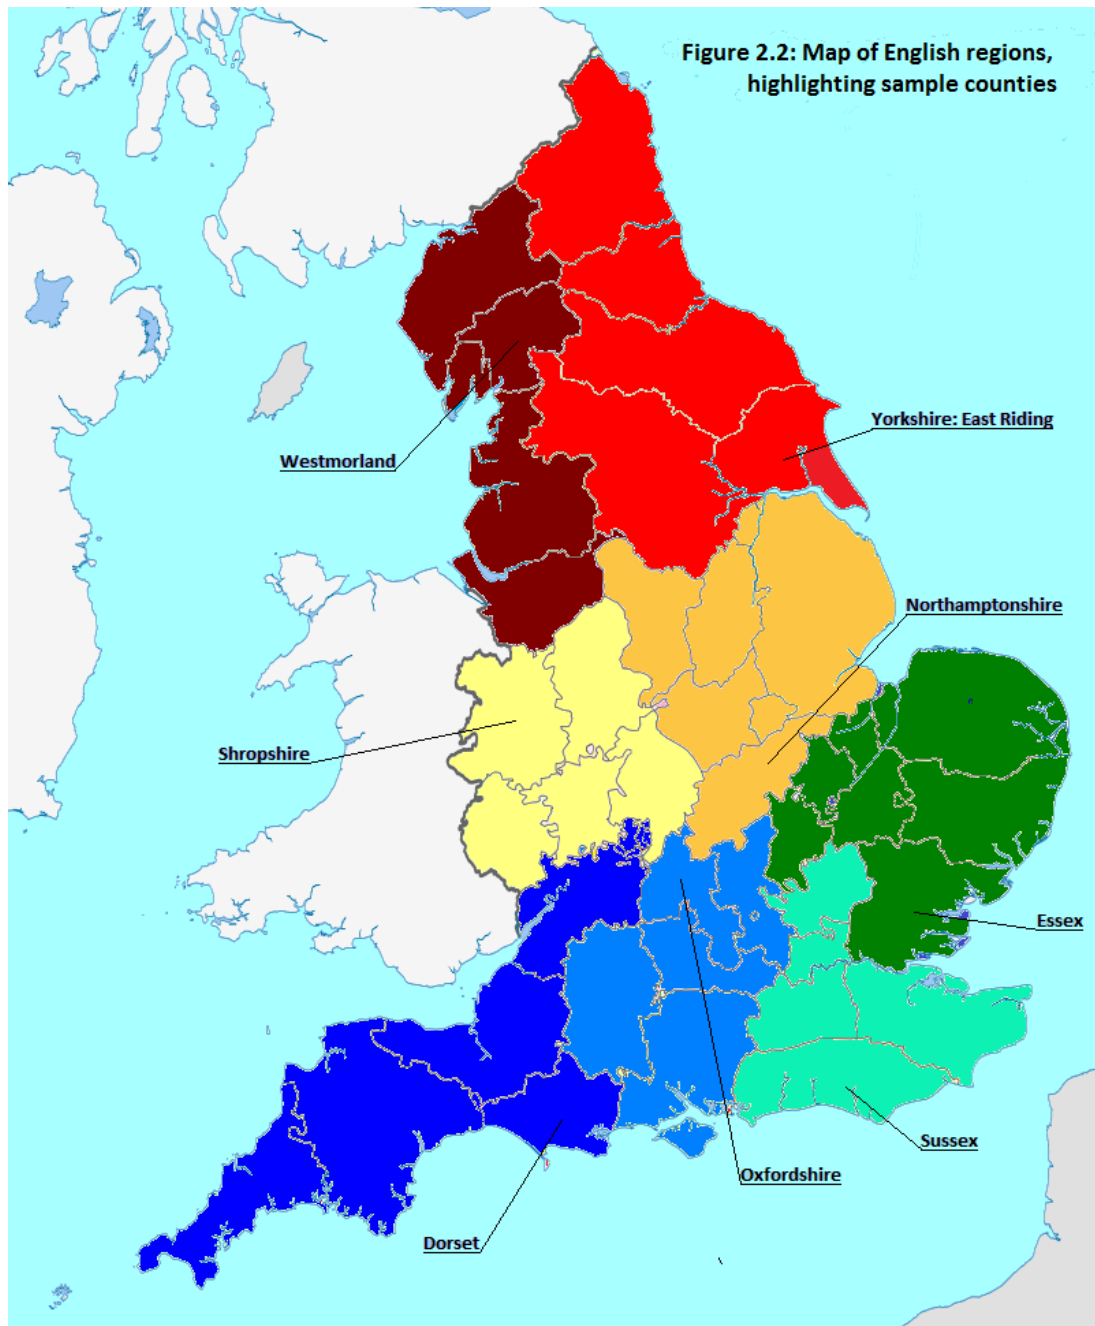 Figure 2.2: Map of English regions,
highlighting sample counties
Yorkshire: East Riding
Westmorland
Northamptonshire
Shropshire
Essex
Sussex
Oxfordshire
Dorset